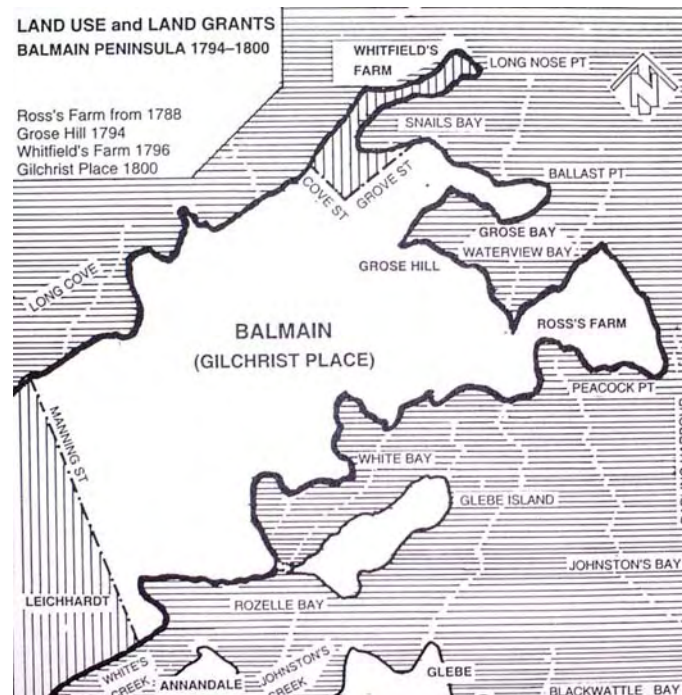 LAND USE and LAND GRANTS
BALMAIN PENINSULA 1794–1800
Ross's Farm from 1788
Grose Hill 1794
Whitfield's Farm 1796
Gilchrist Place 1800
WHITFIELD'S
FARM
LONG NOSE PT
N
SNAILS BAY
COVE ST
GROVE ST
BALLAST PT
GROSE BAY
WATERVIEW BAY
GROSE HILL
LONG COVE
BALMAIN
(GILCHRIST PLACE)
ROSS'S FARM
PEACOCK PT
MANNING ST
WHITE BAY
GLEBE ISLAND
JOHNSTON'S BAY
LEICHHARDT
ROZELLE BAY
WHITE'S
CREEK
ANNANDALE
JOHNSTON'S
CREEK
GLEBE
BLACKWATTLE BAY